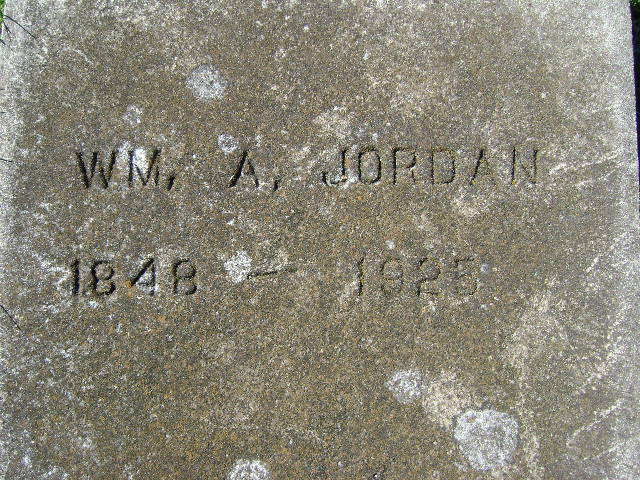 WM, A, JORDAN
1848 — 1925